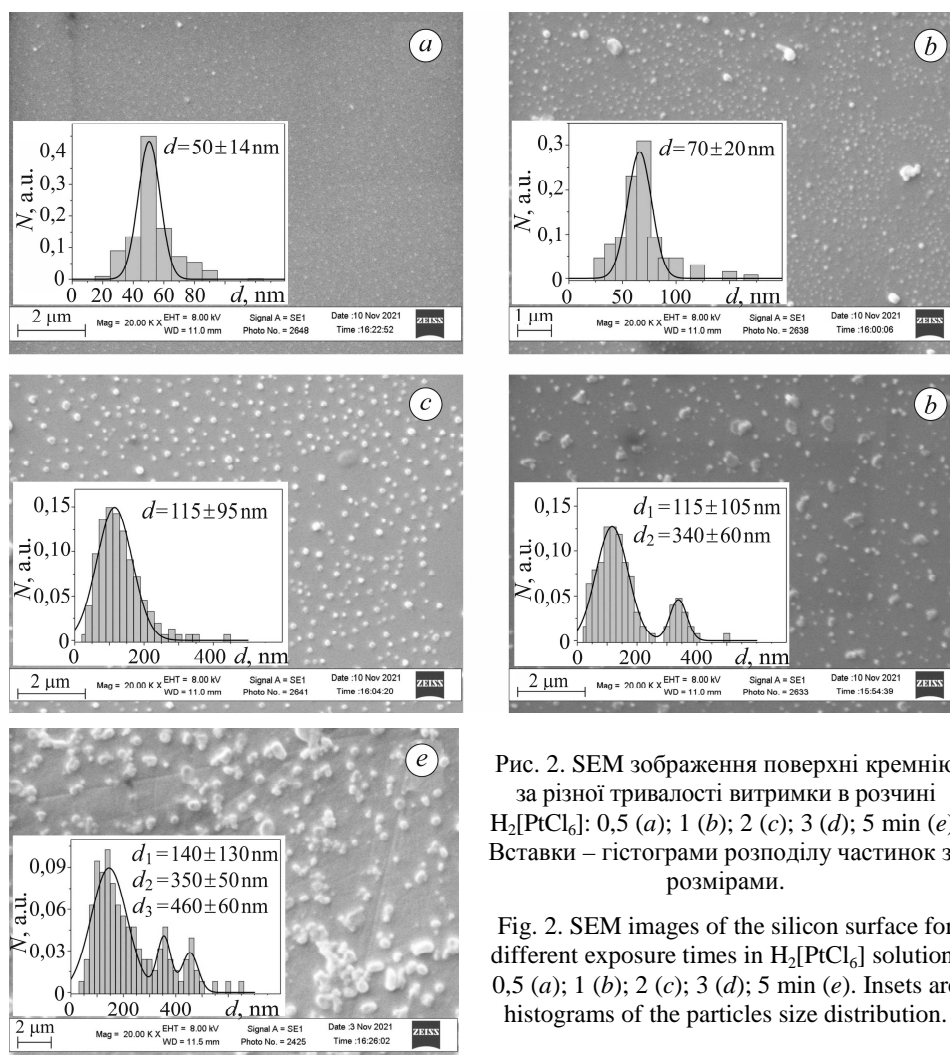 a
d=50±14 nm
N, a.u.
0,4
0,3
0,2
0,1
0
0 20 40 60 80 d, nm
2 μm
Mag = 20.00 K X EHT = 8.00 kV Signal A = SE1 Date :10 Nov 2021 ZEISS
WD = 11.0 mm Photo No. = 2648 Time :16:22:52
b
d=70±20 nm
N, a.u.
0,3
0,2
0,1
0
0 50 100 d, nm
1 μm
Mag = 20.00 K X EHT = 8.00 kV Signal A = SE1 Date :10 Nov 2021 ZEISS
WD = 11.0 mm Photo No. = 2638 Time :16:00:06
c
d=115±95 nm
N, a.u.
0,15
0,10
0,05
0
0 200 400 d, nm
2 μm
Mag = 20.00 K X EHT = 8.00 kV Signal A = SE1 Date :10 Nov 2021 ZEISS
WD = 11.0 mm Photo No. = 2641 Time :16:04:20
b
d₁=115±105 nm
d₂=340±60 nm
N, a.u.
0,15
0,10
0,05
0
0 200 400 d, nm
2 μm
Mag = 20.00 K X EHT = 8.00 kV Signal A = SE1 Date :10 Nov 2021 ZEISS
WD = 11.0 mm Photo No. = 2633 Time :15:54:39
e
d₁=140±130 nm
d₂=350±50 nm
d₃=460±60 nm
N, a.u.
0,09
0,06
0,03
0
0 200 400 d, nm
2 μm
Mag = 20.00 K X EHT = 8.00 kV Signal A = SE1 Date :3 Nov 2021 ZEISS
WD = 11.5 mm Photo No. = 2425 Time :16:26:02
Рис. 2. SEM зображення поверхні кремнію
за різної тривалості витримки в розчині
H₂[PtCl₆]: 0,5 (a); 1 (b); 2 (c); 3 (d); 5 min (e)
Вставки – гістограми розподілу частинок з
розмірами.
Fig. 2. SEM images of the silicon surface for
different exposure times in H₂[PtCl₆] solution
0,5 (a); 1 (b); 2 (c); 3 (d); 5 min (e). Insets are
histograms of the particles size distribution.